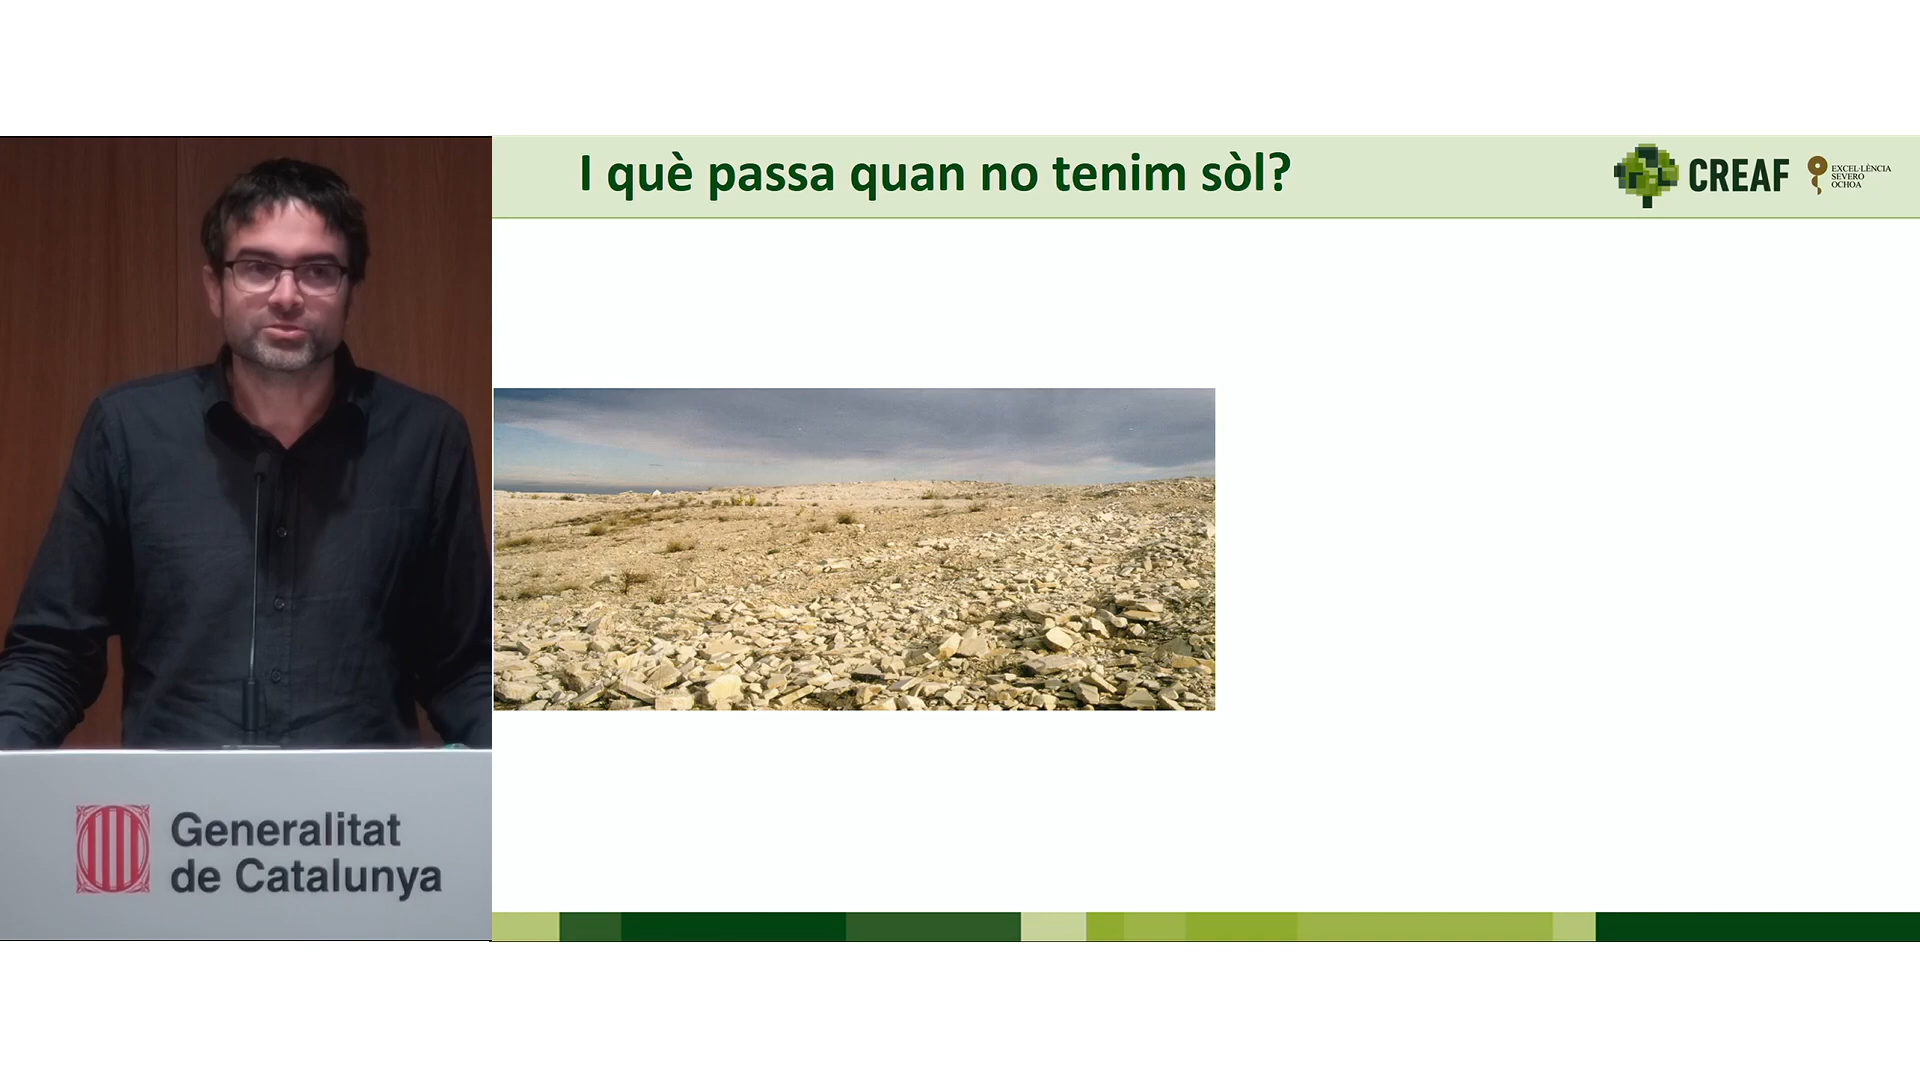 I què passa quan no tenim sòl?
CREAF
EXCEL·LÈNCIA
SEVERO
OCHOA
Generalitat
de Catalunya